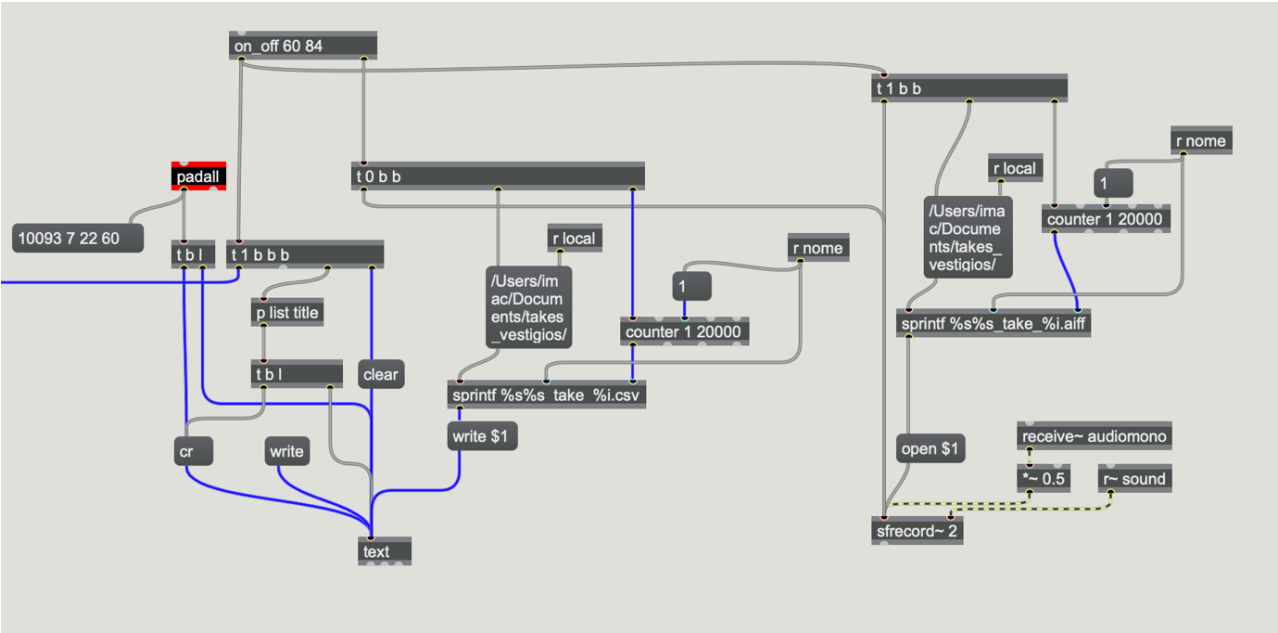 on_off 60 84
t 1 b b
r nome
padall
t 0 b b
r local
1
10093 7 22 60
t b l
t 1 b b b
r local
r nome
/Users/ima
c/Docume
nts/takes_
vestigios/
counter 1 20000
/Users/im
ac/Docum
ents/takes
_vestigios/
1
p list title
counter 1 20000
sprintf %s%s_take_%i.aiff
t b l
clear
sprintf %s%s_take_%i.csv
cr
write
write $1
open $1
receive~ audiomono
*~ 0.5
r~ sound
sfrecord~ 2
text